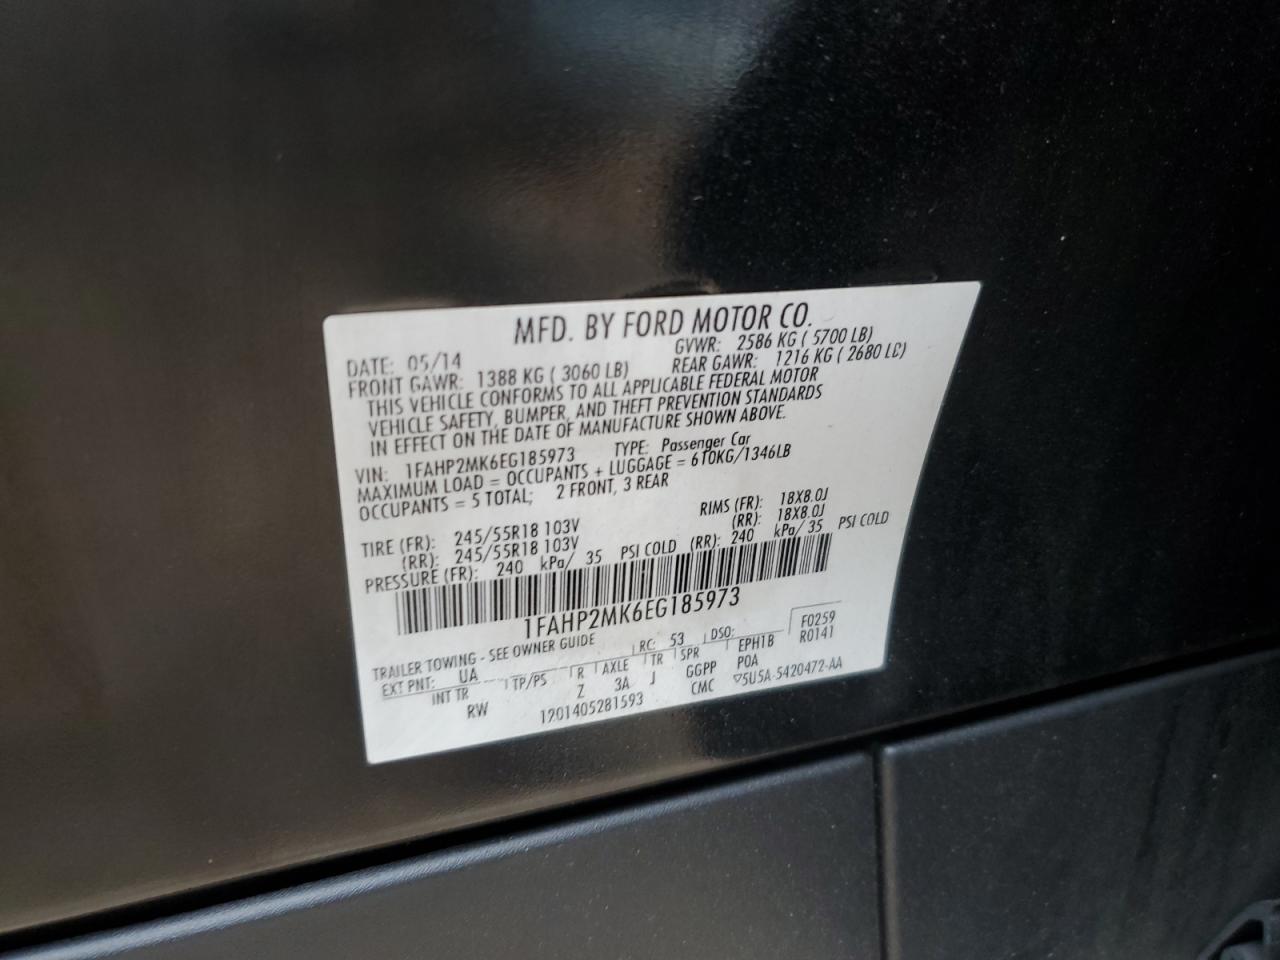 MFD. BY FORD MOTOR CO.
DATE: 05/14 GVWR: 2586 KG ( 5700 LB)
FRONT GAWR: 1388 KG ( 3060 LB) REAR GAWR: 1216 KG ( 2680 LB)
THIS VEHICLE CONFORMS TO ALL APPLICABLE FEDERAL MOTOR
VEHICLE SAFETY, BUMPER, AND THEFT PREVENTION STANDARDS
IN EFFECT ON THE DATE OF MANUFACTURE SHOWN ABOVE.
VIN: 1FAHP2MK6EG185973 TYPE: Passenger Car
MAXIMUM LOAD = OCCUPANTS + LUGGAGE = 610KG/1346LB
OCCUPANTS = 5 TOTAL; 2 FRONT, 3 REAR
TIRE (FR): 245/55R18 103V RIMS (FR): 18X8.0J
(RR): 245/55R18 103V (RR): 18X8.0J
PRESSURE (FR): 240 kPa/ 35 PSI COLD (RR): 240 kPa/ 35 PSI COLD
1FAHP2MK6EG185973
TRAILER TOWING - SEE OWNER GUIDE F0259
EXT PNT: UA RC: 53 DSO: EPH1B R0141
INT TR TP/PS R AXLE TR SPR POA
RW Z 3A J GGPP
1201405281593 CMC ▽5U5A-5420472-AA